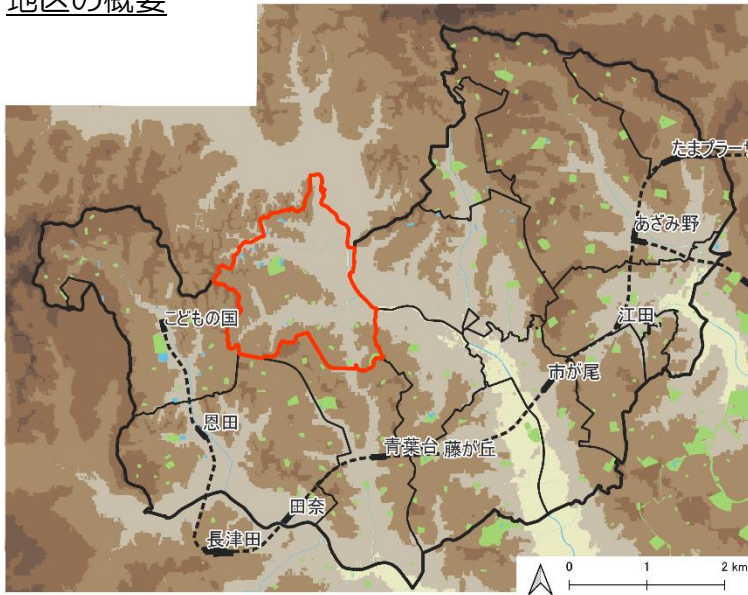 地区の概要
たまプラーザ
あざみ野
江田
こどもの国
市が尾
恩田
青葉台
藤が丘
田奈
長津田
0 1 2 km